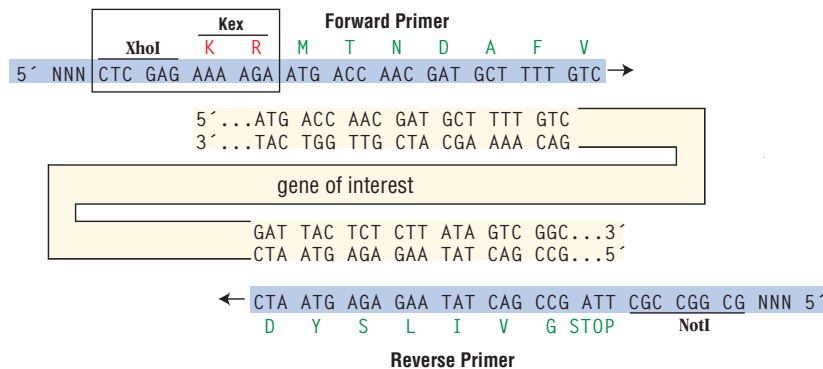 Kex
Forward Primer
XhoI K R M T N D A F V
5´ NNN CTC GAG AAA AGA ATG ACC AAC GAT GCT TTT GTC
5´...ATG ACC AAC GAT GCT TTT GTC
3´...TAC TGG TTG CTA CGA AAA CAG
gene of interest
GAT TAC TCT CTT ATA GTC GGC...3´
CTA ATG AGA GAA TAT CAG CCG...5´
CTA ATG AGA GAA TAT CAG CCG ATT CGC CGG CG NNN 5´
D Y S L I V G STOP NotI
Reverse Primer